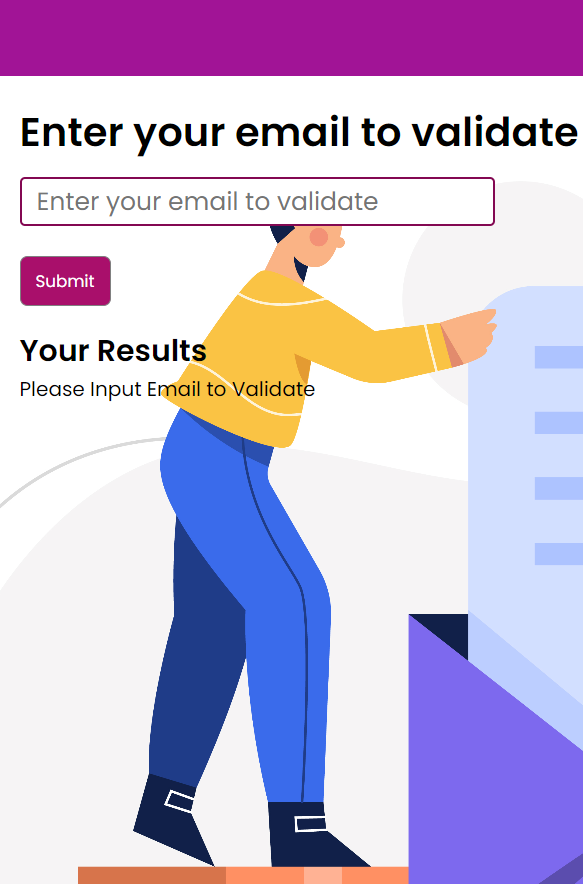 Enter your email to validate
Enter your email to validate
Submit
Your Results
Please Input Email to Validate